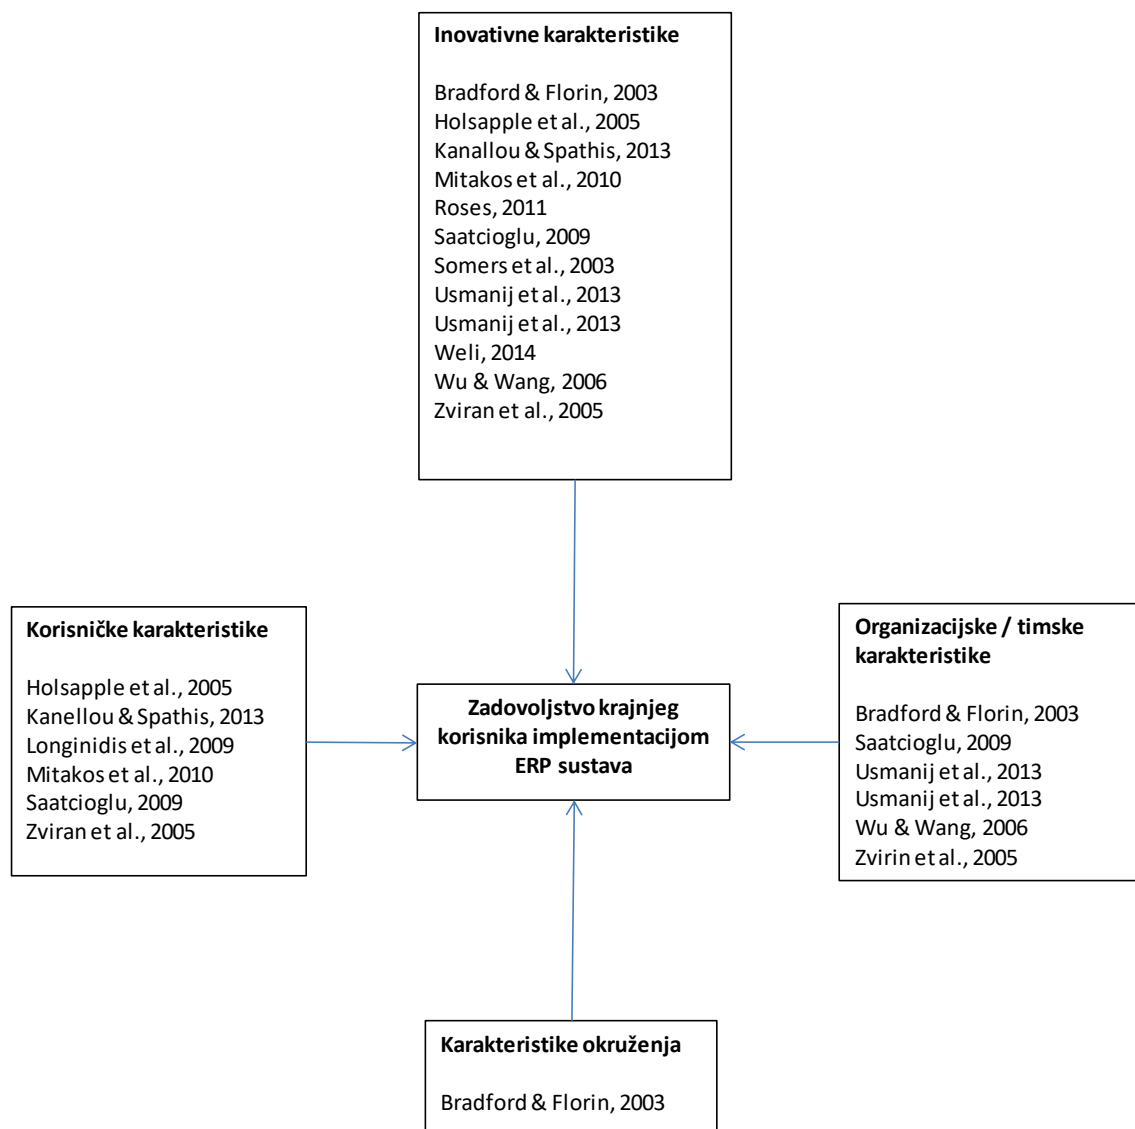 Inovativne karakteristike
Bradford & Florin, 2003
Holsapple et al., 2005
Kanallou & Spathis, 2013
Mitakos et al., 2010
Roses, 2011
Saatcioglu, 2009
Somers et al., 2003
Usmanij et al., 2013
Usmanij et al., 2013
Weli, 2014
Wu & Wang, 2006
Zviran et al., 2005
Korisničke karakteristike
Holsapple et al., 2005
Kanellou & Spathis, 2013
Longinidis et al., 2009
Mitakos et al., 2010
Saatcioglu, 2009
Zviran et al., 2005
Zadovoljstvo krajnjeg
korisnika implementacijom
ERP sustava
Organizacijske / timske
karakteristike
Bradford & Florin, 2003
Saatcioglu, 2009
Usmanij et al., 2013
Usmanij et al., 2013
Wu & Wang, 2006
Zvirin et al., 2005
Karakteristike okruženja
Bradford & Florin, 2003